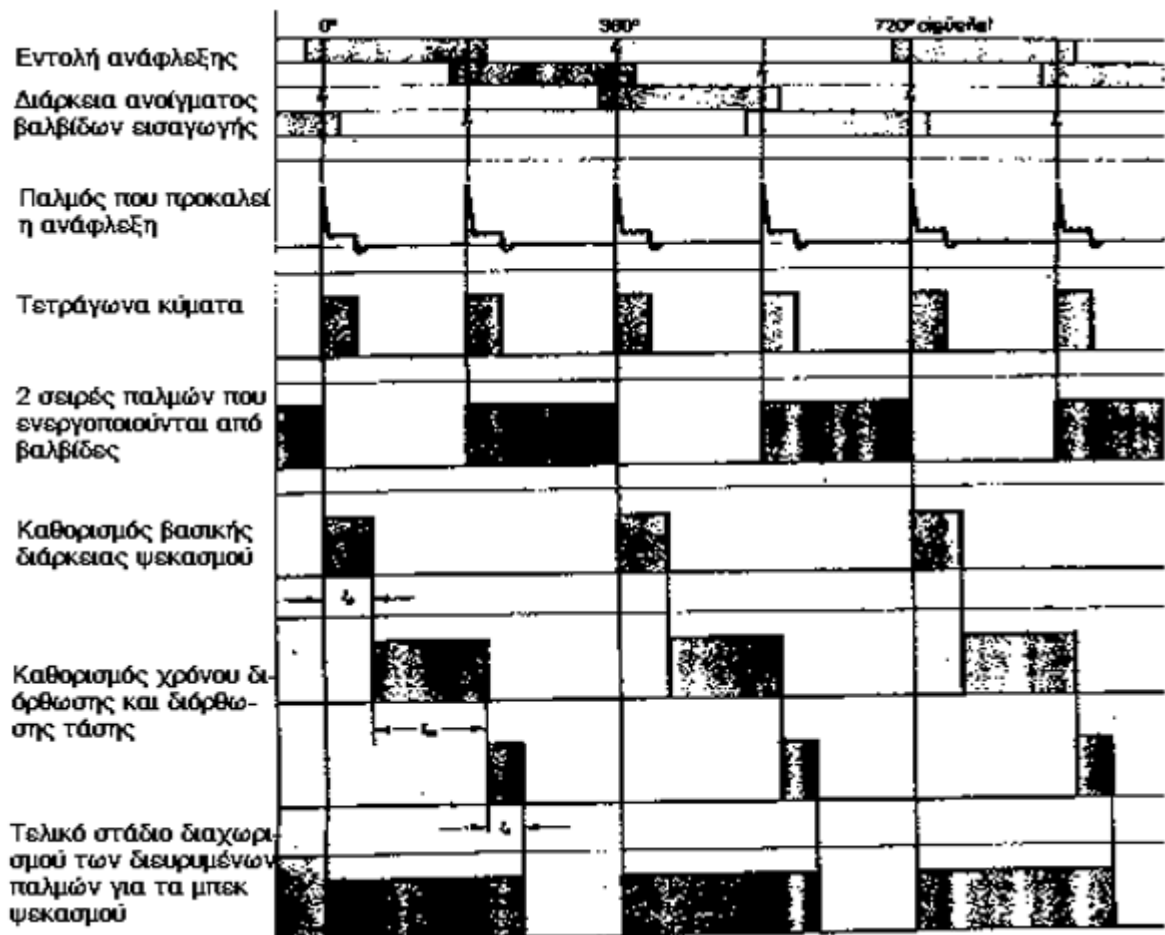 0°
360°
720°
Εντολή ανάφλεξης
Διάρκεια ανοίγματος
βαλβίδων εισαγωγής
Παλμός που προκαλεί
η ανάφλεξη
Τετράγωνα κύματα
2 σειρές παλμών που
ενεργοποιούνται από
βαλβίδες
Καθορισμός βασικής
διάρκειας ψεκασμού
Καθορισμός χρόνου δι-
όρθωσης και διόρθω-
σης τάσης
Τελικό στάδιο διαχωρι-
σμού των διευρυμένων
παλμών για τα μπεκ
ψεκασμού